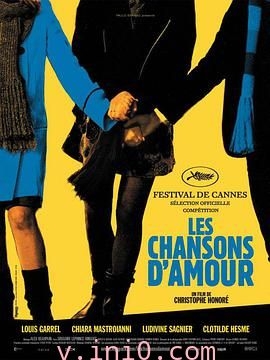 FESTIVAL DE CANNES
SÉLECTION OFFICIELLE
COMPÉTITION
LES
CHANSONS
D'AMOUR
UN FILM DE
CHRISTOPHE HONORÉ
LOUIS GARREL CHIARA MASTROIANNI LUDIVINE SAGNIER CLOTILDE HESME
v.ini0.com